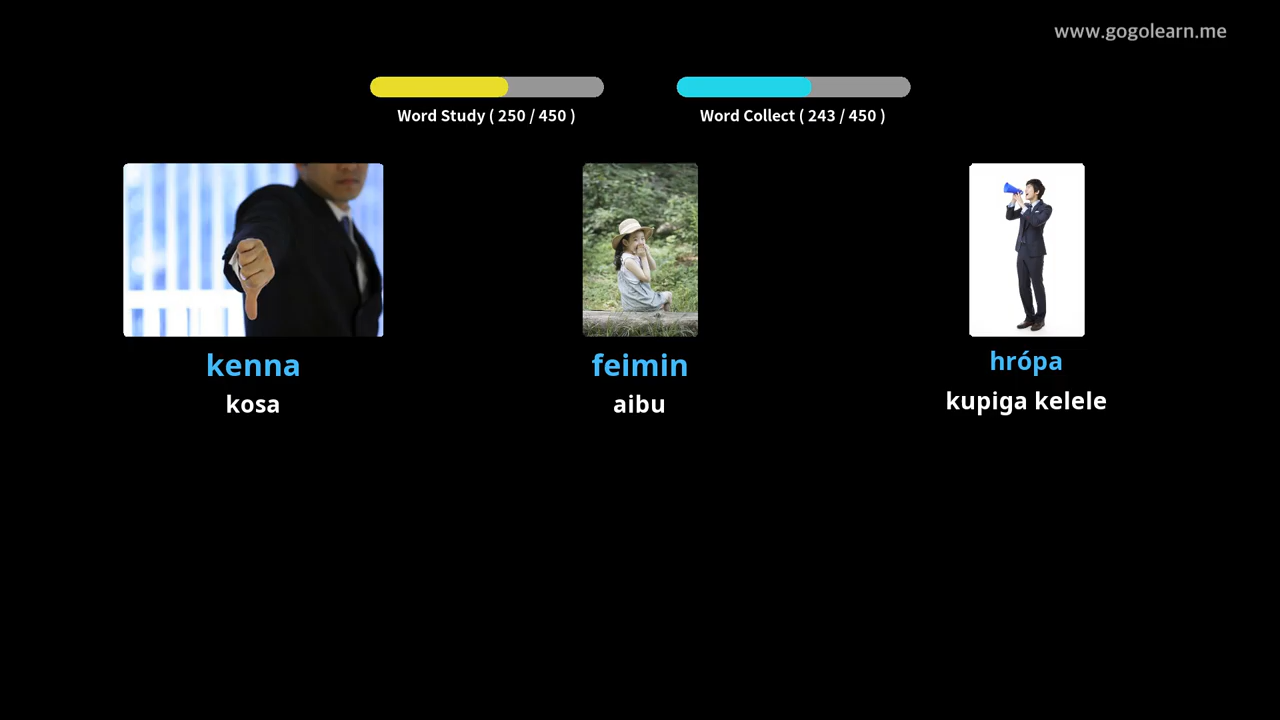 www.gogolearn.me
Word Study ( 250 / 450 )
Word Collect ( 243 / 450 )
kenna
kosa
feimin
aibu
hrópa
kupiga kelele